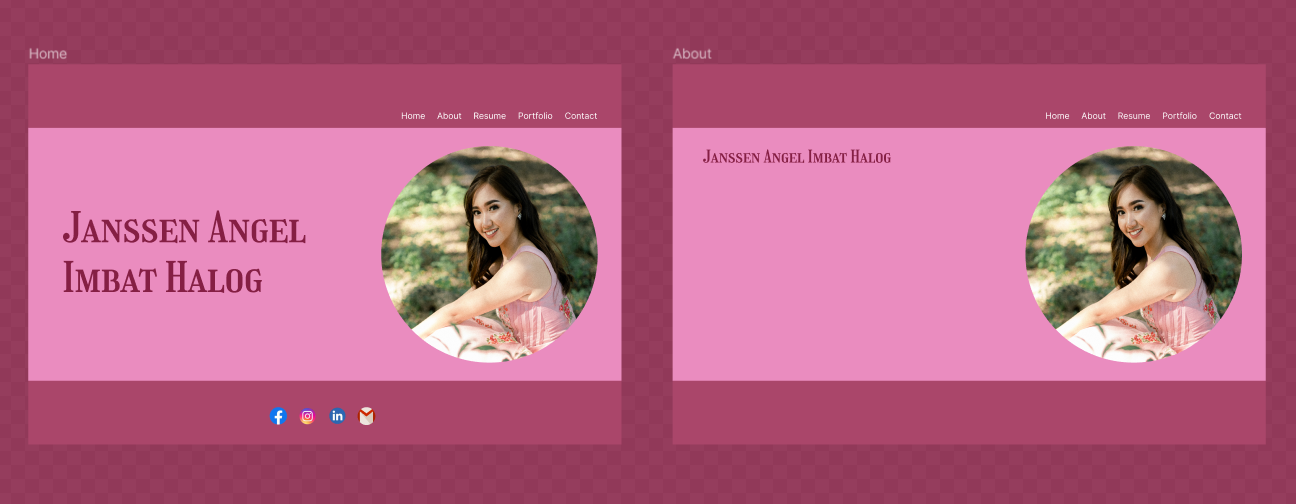 Home
Home About Resume Portfolio Contact
Janssen Angel
Imbat Halog
in
About
Home About Resume Portfolio Contact
Janssen Angel Imbat Halog